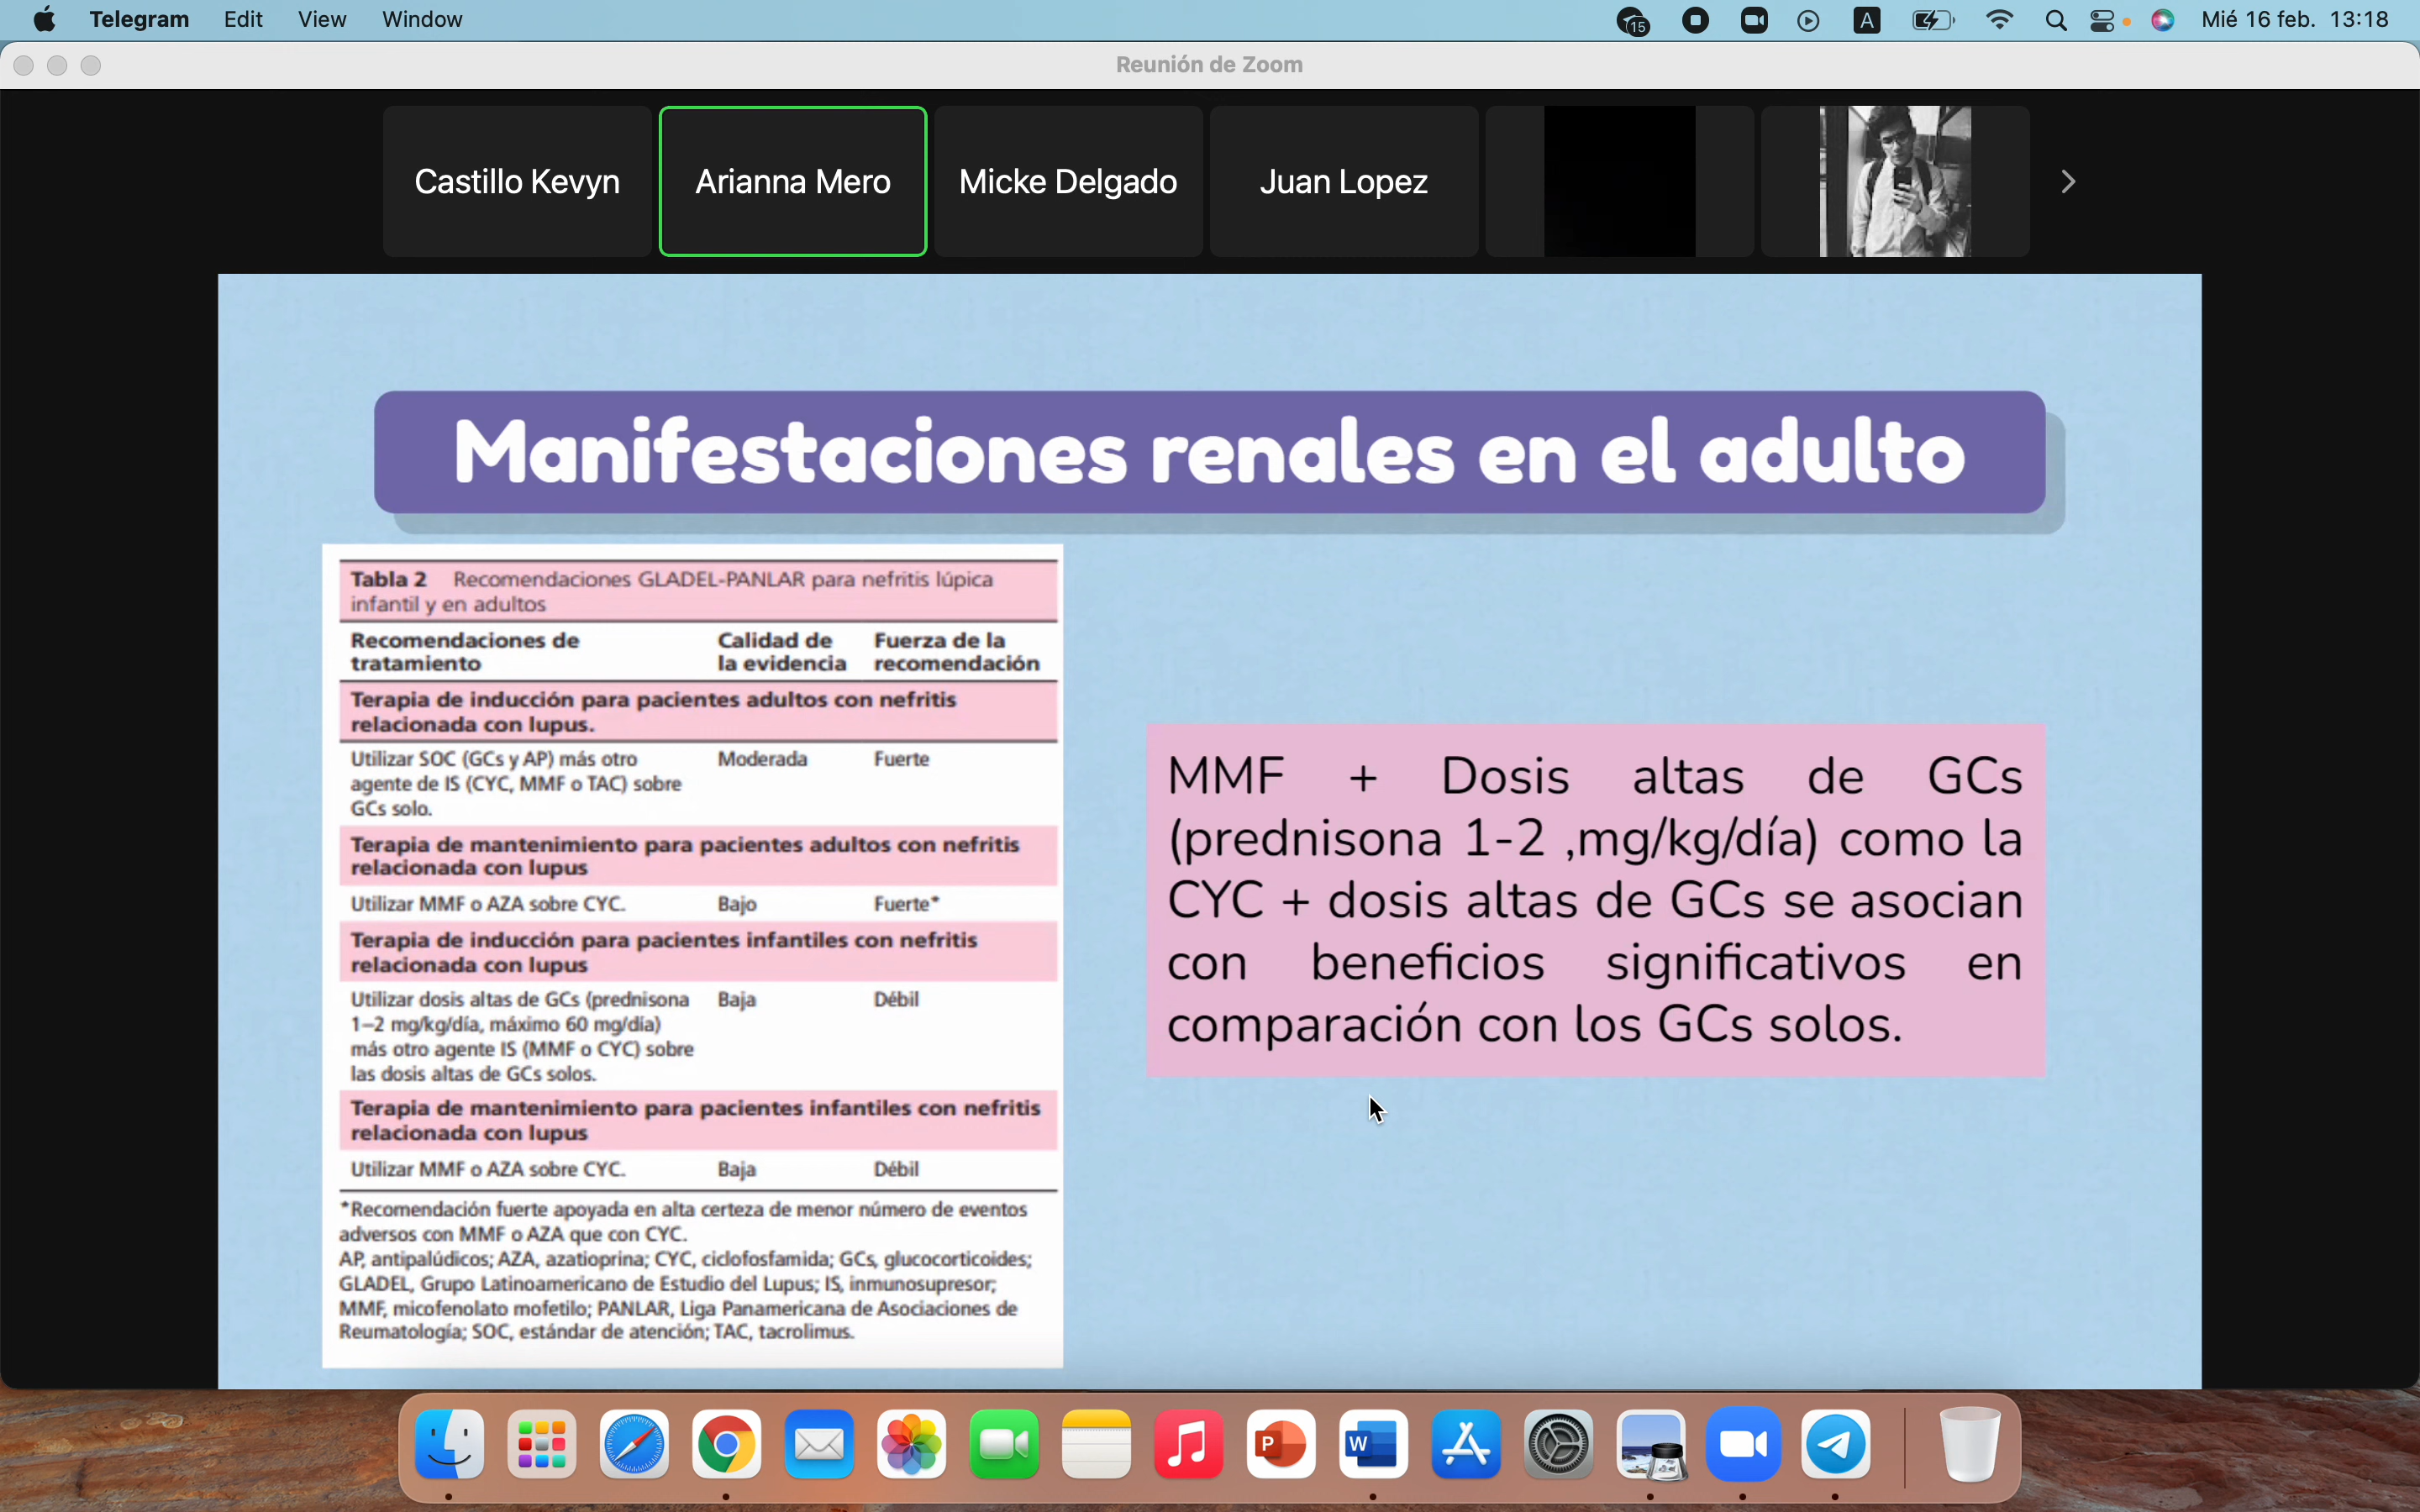 Telegram Edit View Window
15
A
Mié 16 feb. 13:18
Reunión de Zoom
Castillo Kevyn
Arianna Mero
Micke Delgado
Juan Lopez
Manifestaciones renales en el adulto
Tabla 2 Recomendaciones GLADEL-PANLAR para nefritis lúpica
infantil y en adultos
Recomendaciones de Calidad de Fuerza de la
tratamiento la evidencia recomendación
Terapia de inducción para pacientes adultos con nefritis
relacionada con lupus.
Utilizar SOC (GCs y AP) más otro Moderada Fuerte
agente de IS (CYC, MMF o TAC) sobre
GCs solo.
Terapia de mantenimiento para pacientes adultos con nefritis
relacionada con lupus
Utilizar MMF o AZA sobre CYC. Bajo Fuerte*
Terapia de inducción para pacientes infantiles con nefritis
relacionada con lupus
Utilizar dosis altas de GCs (prednisona Baja Débil
1–2 mg/kg/día, máximo 60 mg/día)
más otro agente IS (MMF o CYC) sobre
las dosis altas de GCs solos.
Terapia de mantenimiento para pacientes infantiles con nefritis
relacionada con lupus
Utilizar MMF o AZA sobre CYC. Baja Débil
*Recomendación fuerte apoyada en alta certeza de menor número de eventos
adversos con MMF o AZA que con CYC.
AP, antipalúdicos; AZA, azatioprina; CYC, ciclofosfamida; GCs, glucocorticoides;
GLADEL, Grupo Latinoamericano de Estudio del Lupus; IS, inmunosupresor;
MMF, micofenolato mofetilo; PANLAR, Liga Panamericana de Asociaciones de
Reumatología; SOC, estándar de atención; TAC, tacrolimus.
MMF + Dosis altas de GCs
(prednisona 1-2 ,mg/kg/día) como la
CYC + dosis altas de GCs se asocian
con beneficios significativos en
comparación con los GCs solos.
P
W